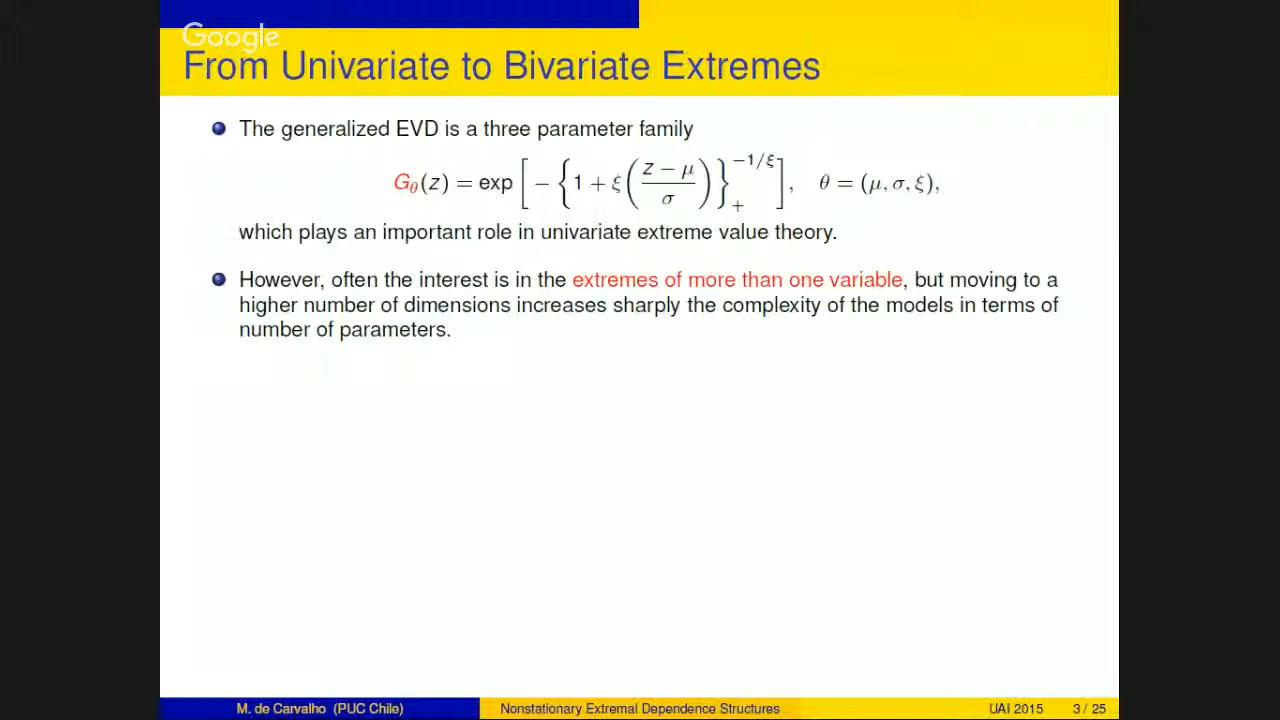 Google
From Univariate to Bivariate Extremes
The generalized EVD is a three parameter family
G_θ(z) = exp[ − { 1 + ξ( (z − μ) / σ ) }_+^{−1/ξ} ],   θ = (μ, σ, ξ),
which plays an important role in univariate extreme value theory.
However, often the interest is in the extremes of more than one variable, but moving to a
higher number of dimensions increases sharply the complexity of the models in terms of
number of parameters.
M. de Carvalho (PUC Chile) Nonstationary Extremal Dependence Structures UAI 2015 3 / 25